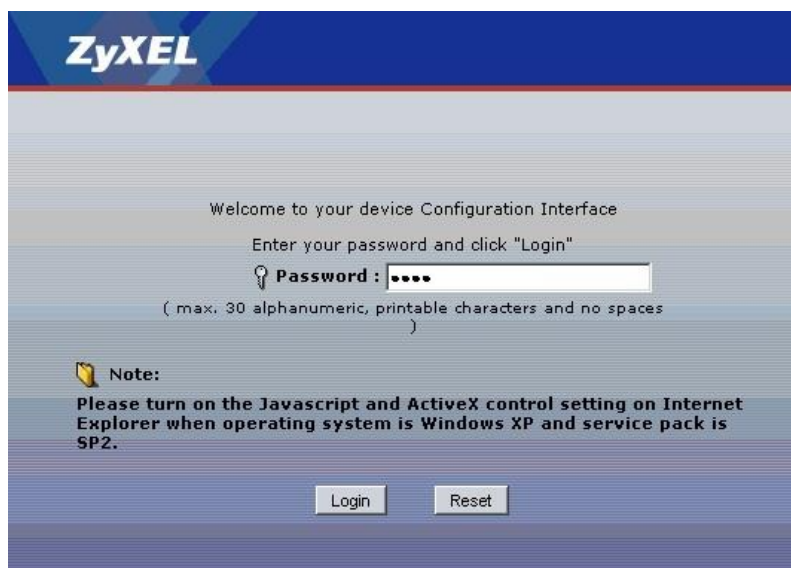 ZyXEL
Welcome to your device Configuration Interface
Enter your password and click "Login"
Password : ••••
( max. 30 alphanumeric, printable characters and no spaces
)
Note:
Please turn on the Javascript and ActiveX control setting on Internet
Explorer when operating system is Windows XP and service pack is
SP2.
Login Reset